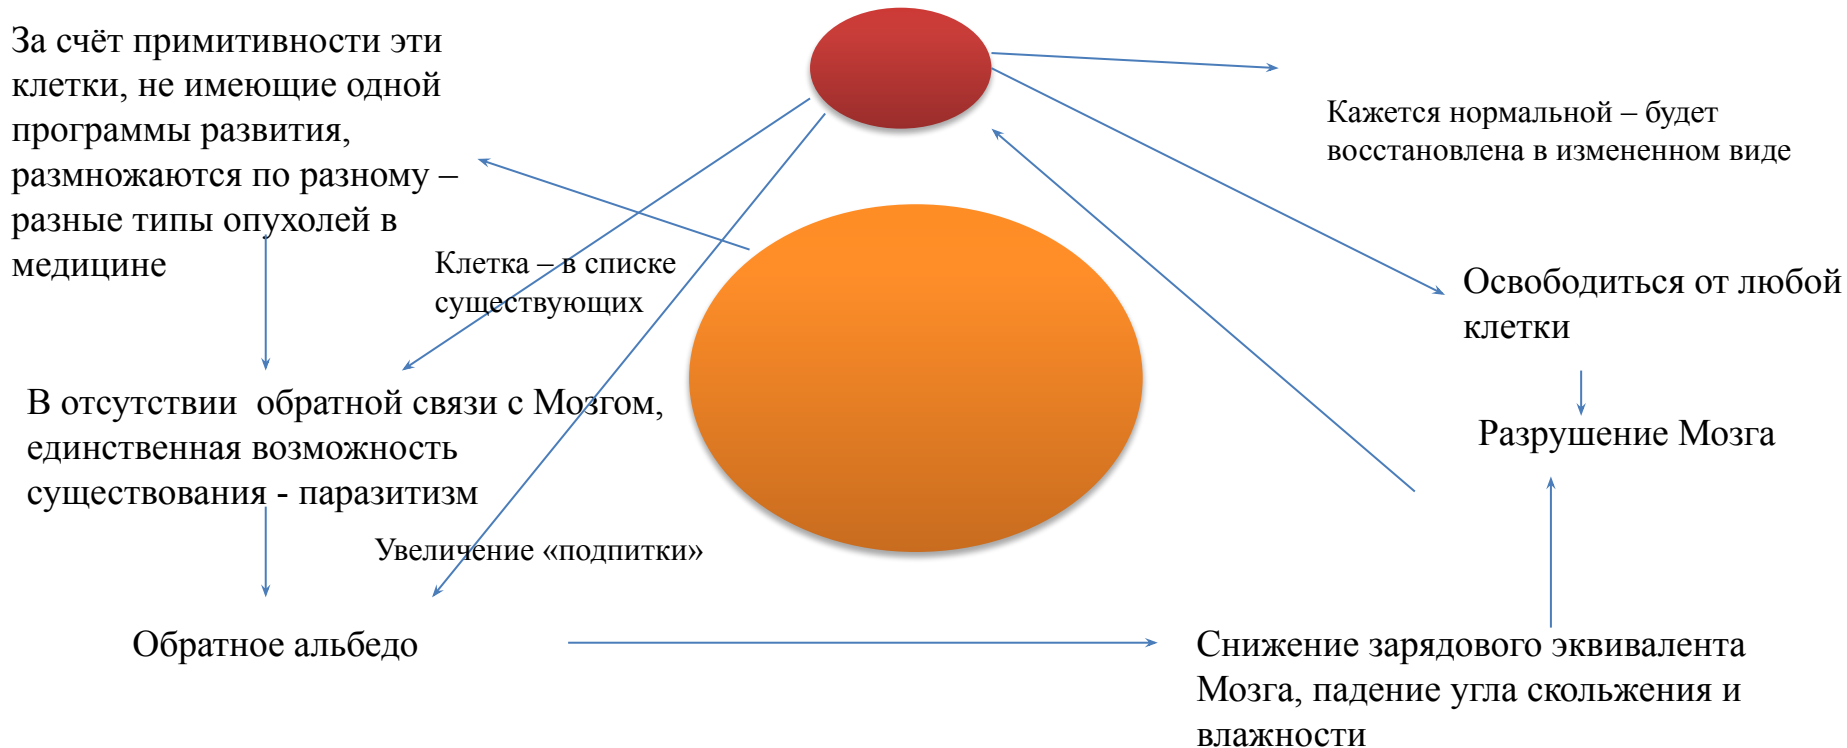 За счёт примитивности эти
клетки, не имеющие одной
программы развития,
размножаются по разному –
разные типы опухолей в
медицине
Кажется нормальной – будет
восстановлена в измененном виде
Клетка – в списке
существующих
Освободиться от любой
клетки
В отсутствии  обратной связи с Мозгом,
единственная возможность
существования - паразитизм
Разрушение Мозга
Увеличение «подпитки»
Обратное альбедо
Снижение зарядового эквивалента
Мозга, падение угла скольжения и
влажности